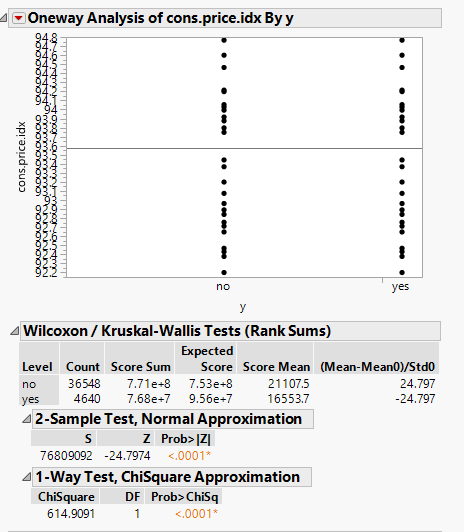 Oneway Analysis of cons.price.idx By y
94.8
94.7
94.6
94.5
94.4
94.3
94.2
94.1
94
93.9
93.8
93.7
93.6
93.5
93.4
93.3
93.2
93.1
93
92.9
92.8
92.7
92.6
92.5
92.4
92.3
92.2
cons.price.idx
no yes
y
Wilcoxon / Kruskal-Wallis Tests (Rank Sums)
Expected
Level Count Score Sum Score Score Mean (Mean-Mean0)/Std0
no 36548 7.71e+8 7.53e+8 21107.5 24.797
yes 4640 7.68e+7 9.56e+7 16553.7 -24.797
2-Sample Test, Normal Approximation
S Z Prob>|Z|
76809092 -24.7974 <.0001*
1-Way Test, ChiSquare Approximation
ChiSquare DF Prob>ChiSq
614.9091 1 <.0001*